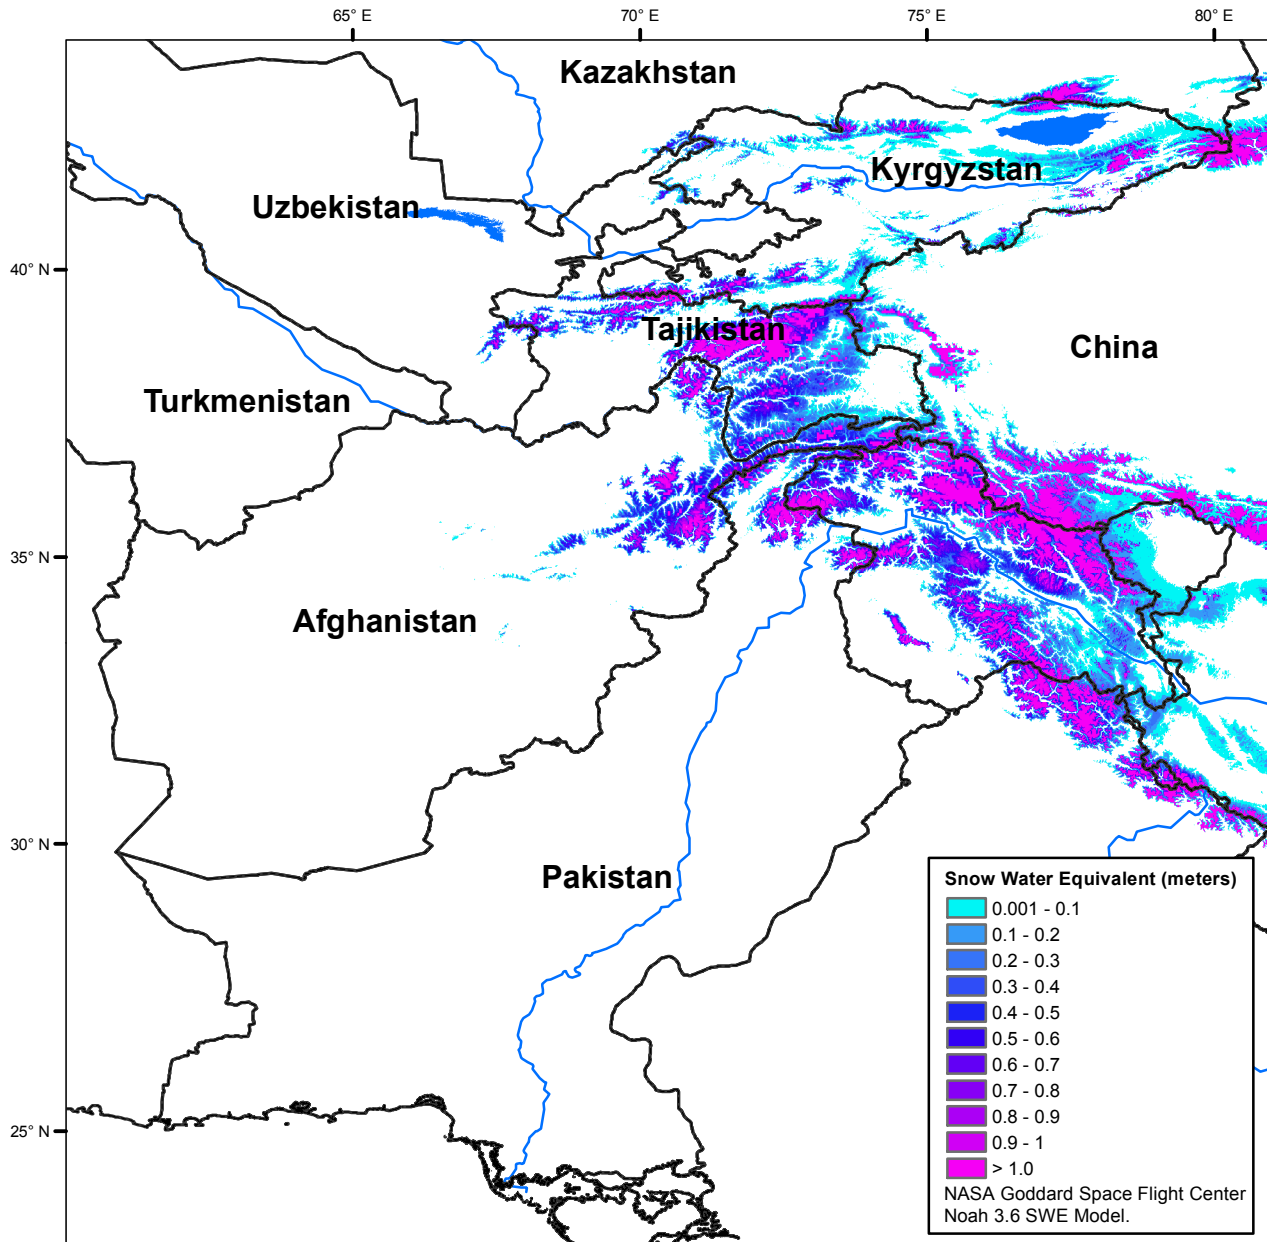 65° E
70° E
75° E
80° E
Kazakhstan
Kyrgyzstan
Uzbekistan
40° N
Tajikistan
China
Turkmenistan
35° N
Afghanistan
30° N
Pakistan
25° N
Snow Water Equivalent (meters)
0.001 - 0.1
0.1 - 0.2
0.2 - 0.3
0.3 - 0.4
0.4 - 0.5
0.5 - 0.6
0.6 - 0.7
0.7 - 0.8
0.8 - 0.9
0.9 - 1
> 1.0
NASA Goddard Space Flight Center
Noah 3.6 SWE Model.